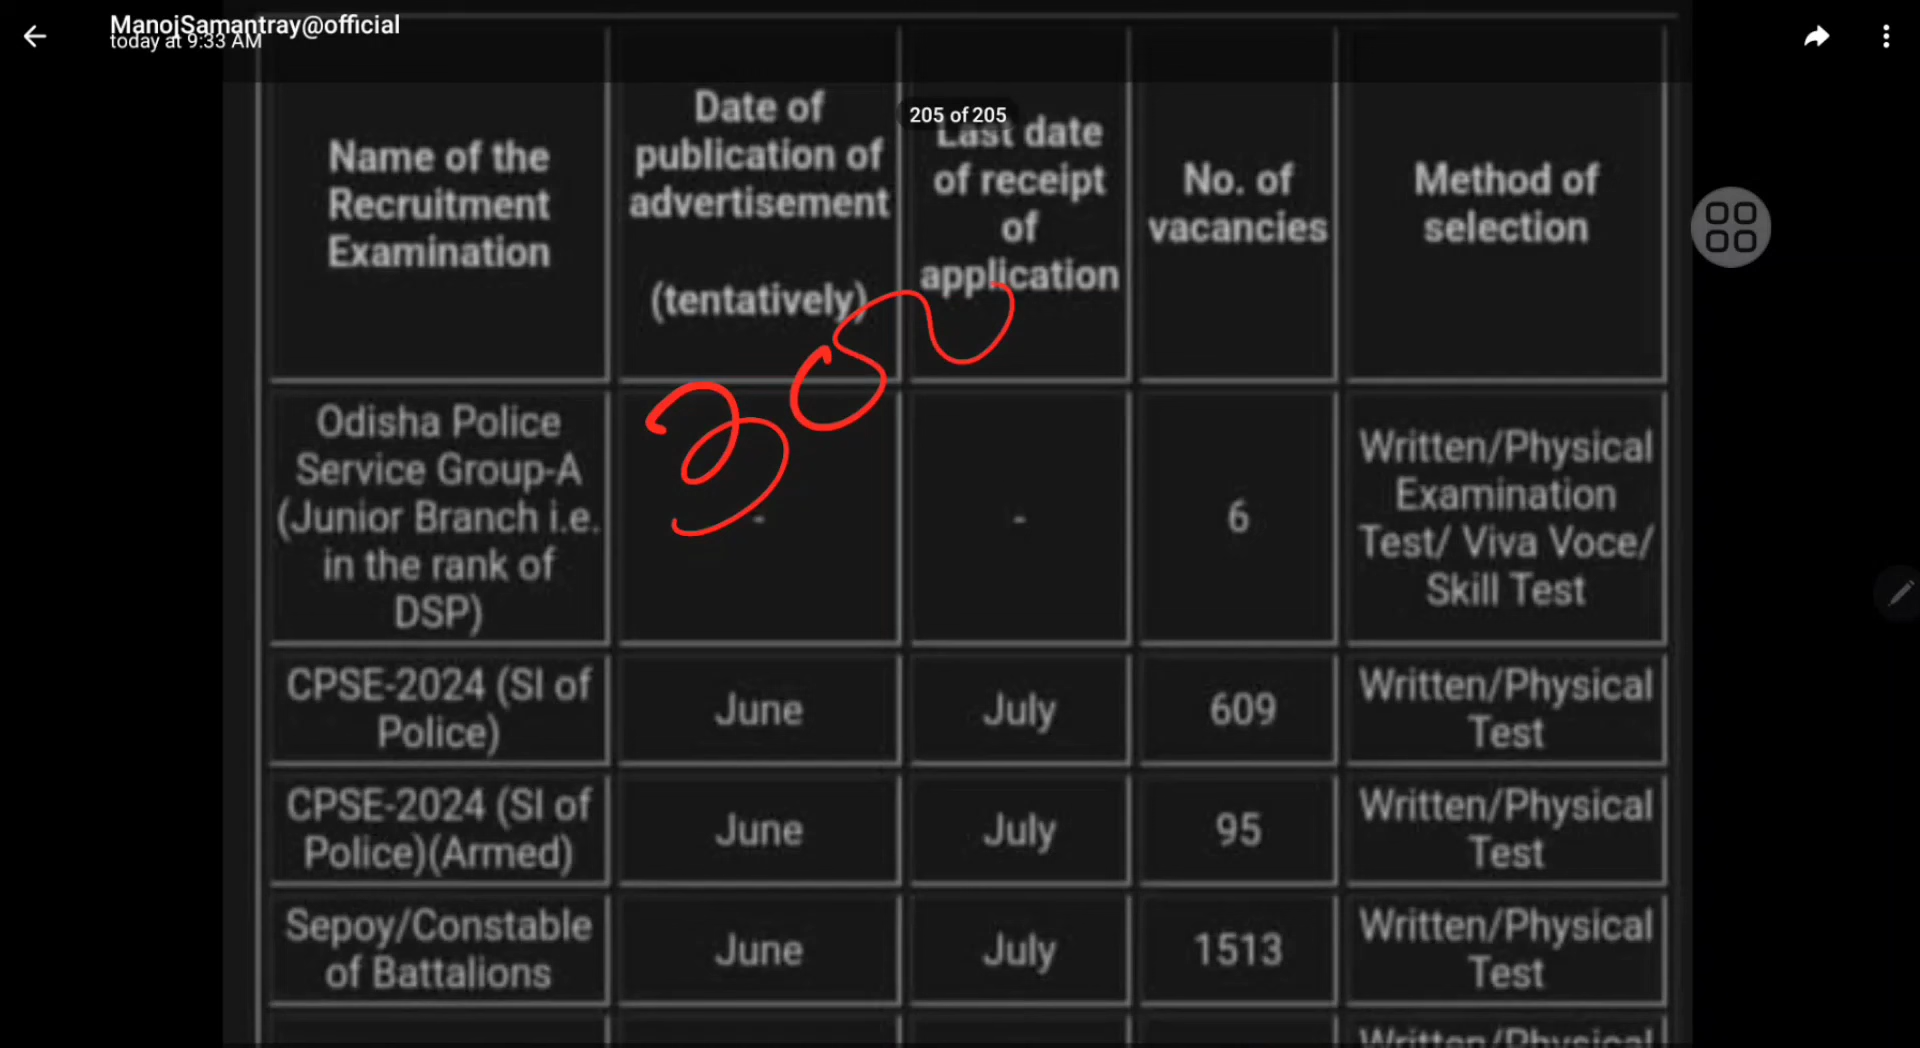 ManojSamantray@official
today at 9:33 AM
205 of 205
Name of the
Recruitment
Examination
Date of
publication of
advertisement
(tentatively)
Last date
of receipt
of
application
No. of
vacancies
Method of
selection
Odisha Police
Service Group-A
(Junior Branch i.e.
in the rank of
DSP)
-
-
6
Written/Physical
Examination
Test/ Viva Voce/
Skill Test
CPSE-2024 (SI of
Police)
June
July
609
Written/Physical
Test
CPSE-2024 (SI of
Police)(Armed)
June
July
95
Written/Physical
Test
Sepoy/Constable
of Battalions
June
July
1513
Written/Physical
Test
Written/Physical